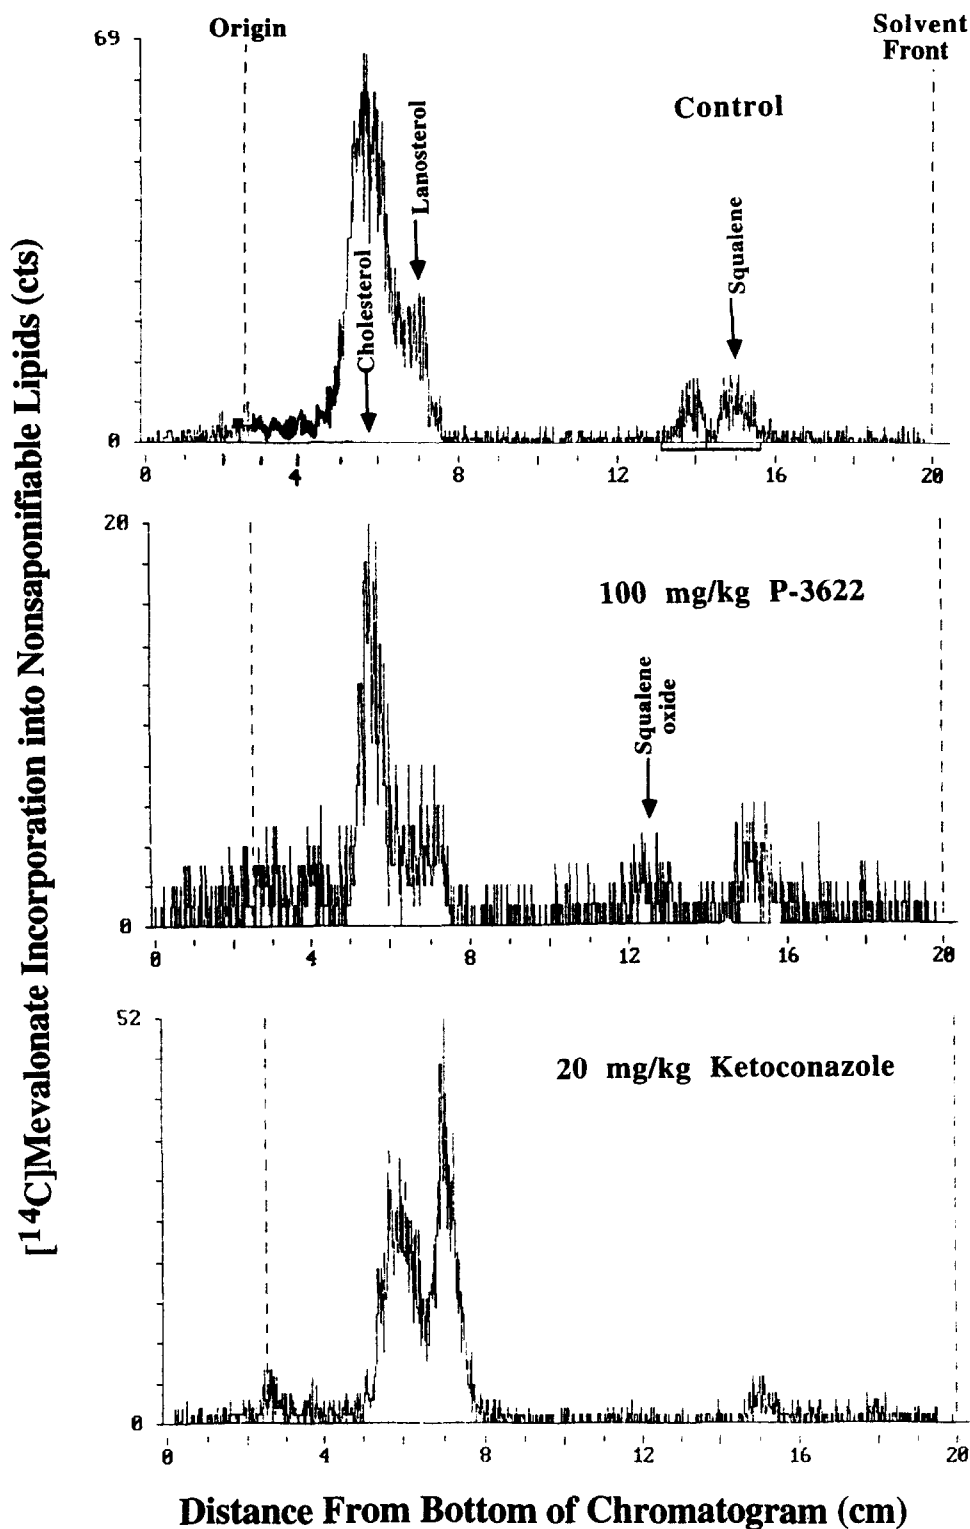 69
Origin
Solvent
Front
Control
Lanosterol
Cholesterol
Squalene
0
0 4 8 12 16 20
20
100 mg/kg P-3622
Squalene
oxide
0
0 4 8 12 16 20
52
20 mg/kg Ketoconazole
0
0 4 8 12 16 20
[14C]Mevalonate Incorporation into Nonsaponifiable Lipids (cts)
Distance From Bottom of Chromatogram (cm)